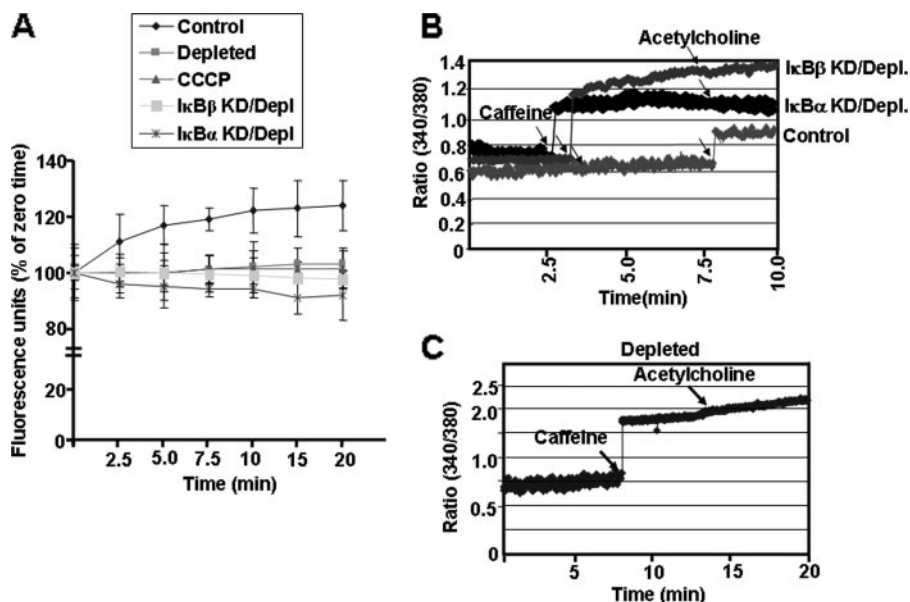 A
Control
Depleted
CCCP
IκBβ KD/Depl
IκBα KD/Depl
Fluorescence units (% of zero time)
140
120
100
80
20
0
2.5
5.0
7.5
10
15
20
Time (min)
B
Acetylcholine
Caffeine
IκBβ KD/Depl.
IκBα KD/Depl.
Control
Ratio (340/380)
1.4
1.2
1.0
0.8
0.6
0.4
0.2
0
2.5
5.0
7.5
10.0
Time(min)
C
Depleted
Acetylcholine
Caffeine
Ratio (340/380)
2.5
2.0
1.0
0.5
0
5
10
15
20
Time (min)